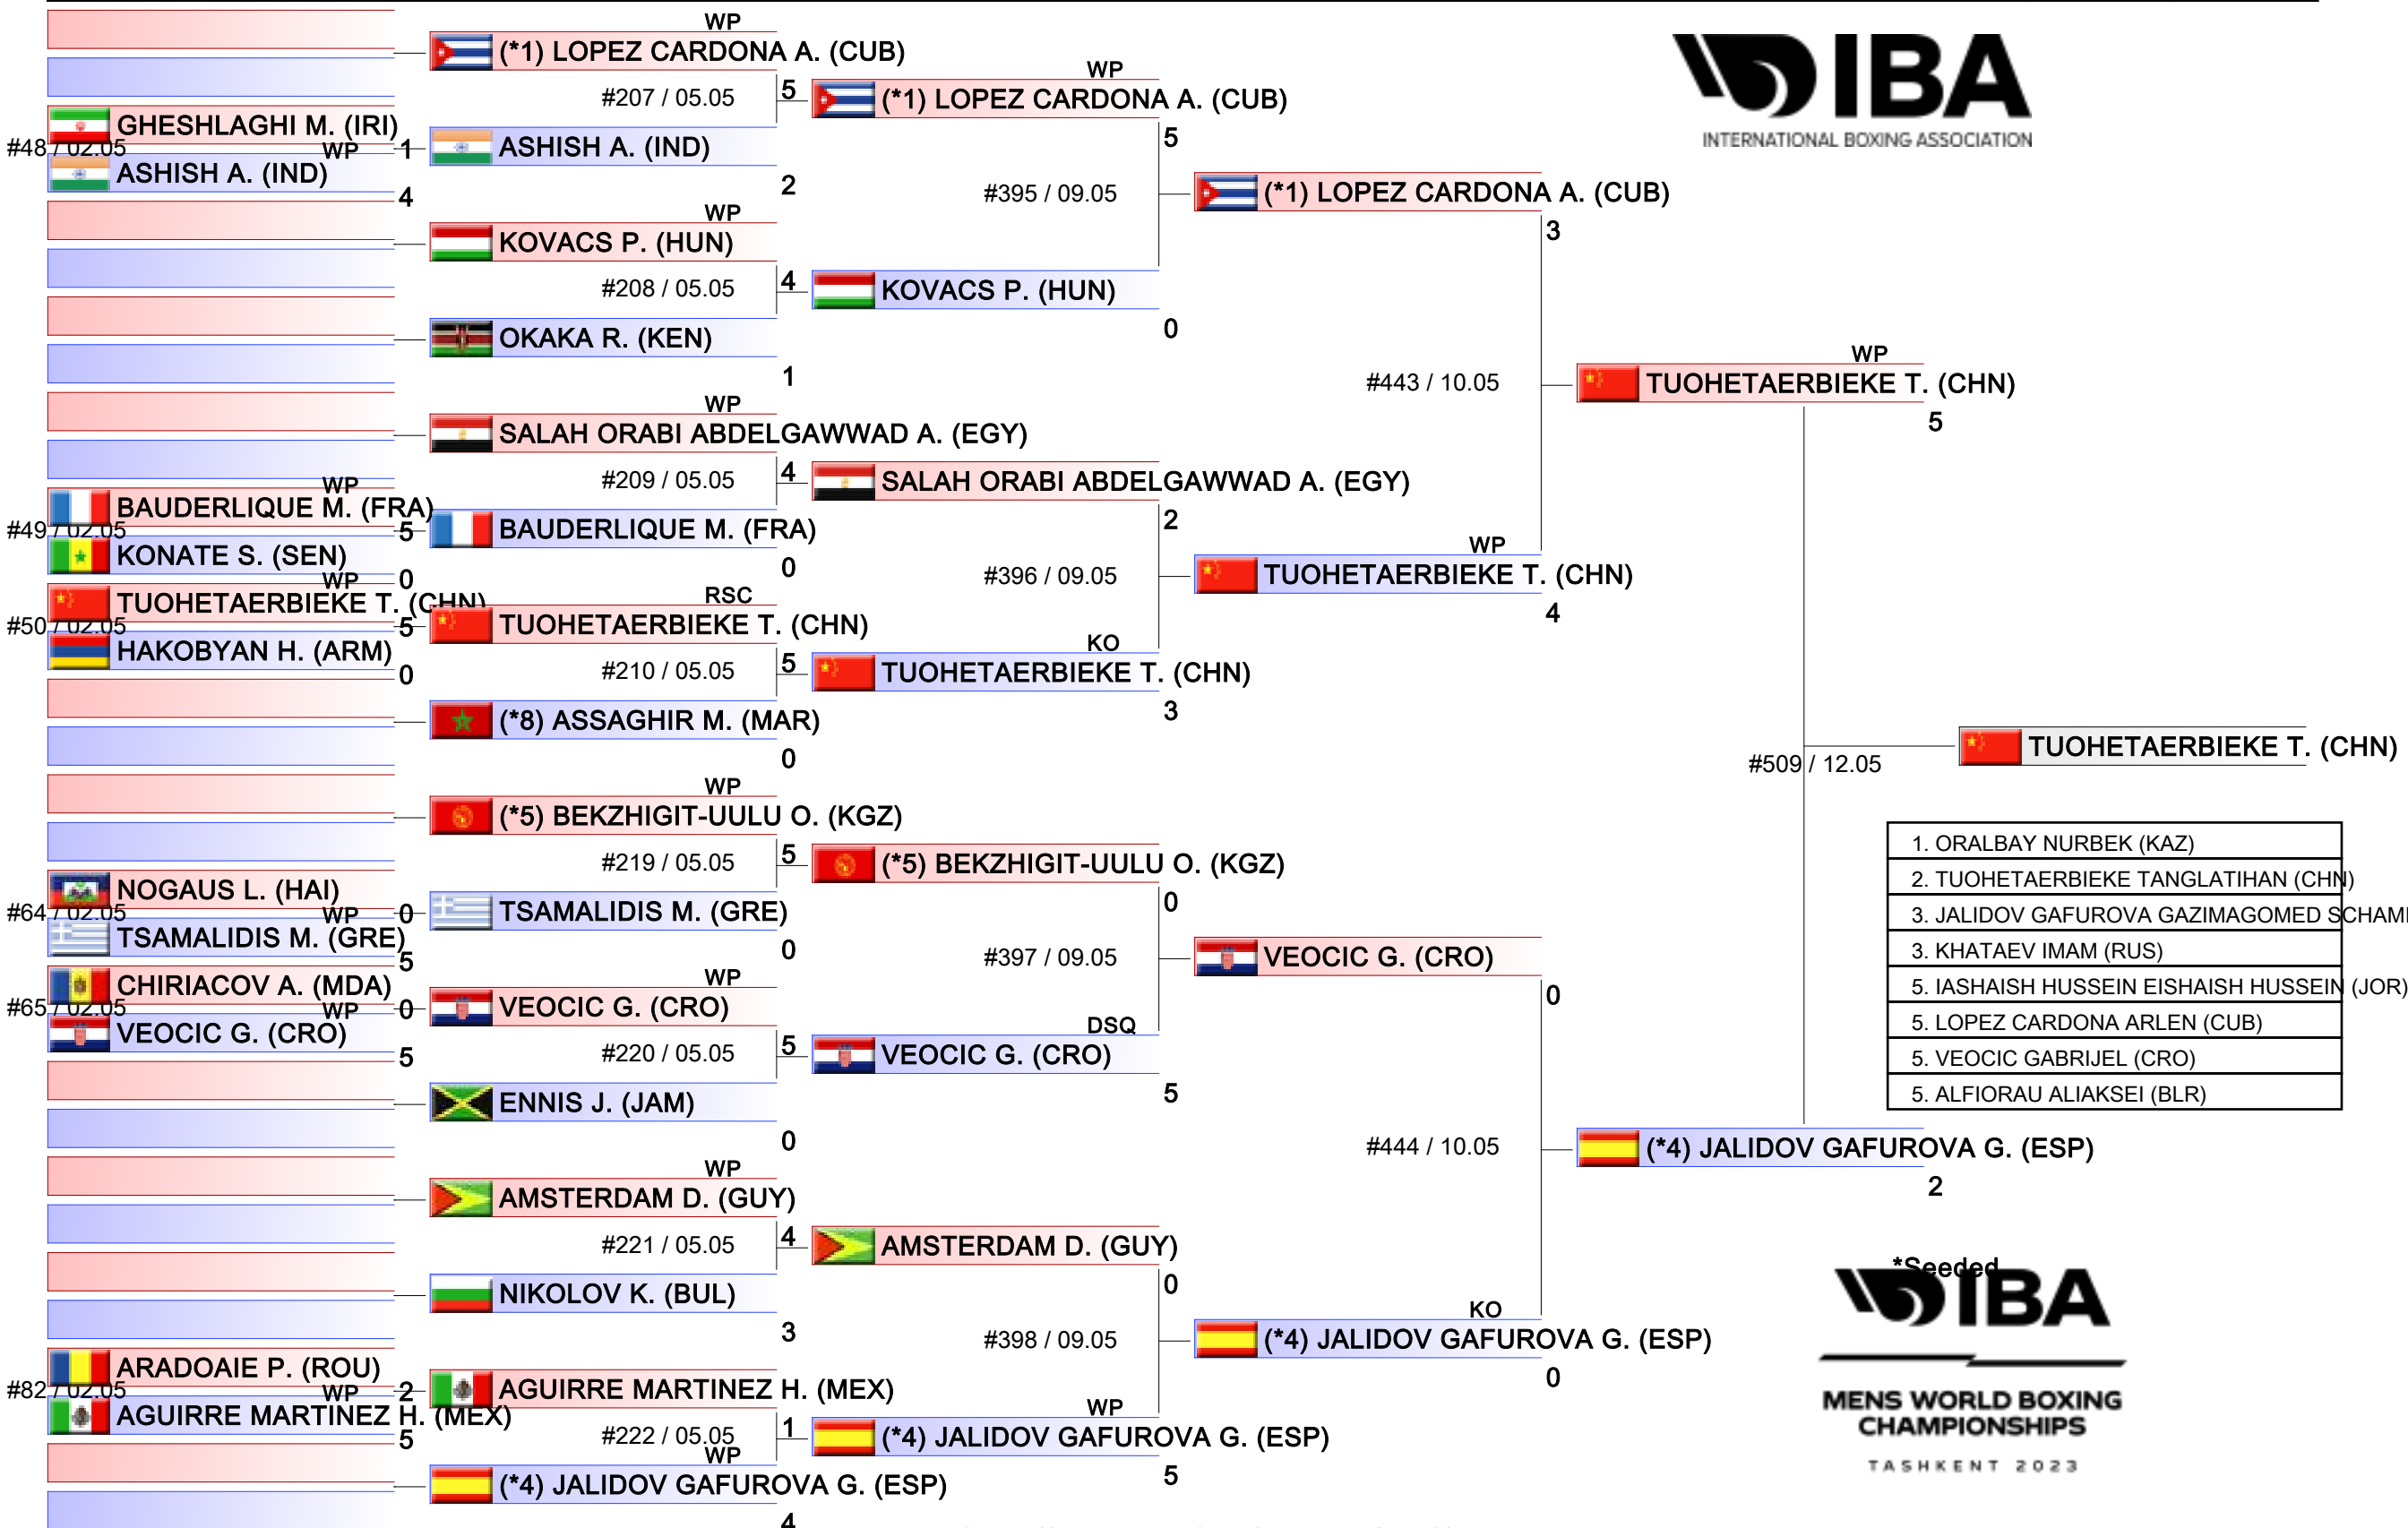 WP
(*1) LOPEZ CARDONA A. (CUB)
#207 / 05.05
5
GHESHLAGHI M. (IRI)
#48 / 02.05
WP
1
ASHISH A. (IND)
4
ASHISH A. (IND)
2
WP
KOVACS P. (HUN)
#208 / 05.05
4
OKAKA R. (KEN)
1
WP
SALAH ORABI ABDELGAWWAD A. (EGY)
#209 / 05.05
4
WP
BAUDERLIQUE M. (FRA)
#49 / 02.05
5
KONATE S. (SEN)
0
BAUDERLIQUE M. (FRA)
0
WP
TUOHETAERBIEKE T. (CHN)
#50 / 02.05
5
HAKOBYAN H. (ARM)
0
RSC
TUOHETAERBIEKE T. (CHN)
#210 / 05.05
5
(*8) ASSAGHIR M. (MAR)
0
WP
(*5) BEKZHIGIT-UULU O. (KGZ)
#219 / 05.05
5
NOGAUS L. (HAI)
#64 / 02.05
WP
0
TSAMALIDIS M. (GRE)
5
TSAMALIDIS M. (GRE)
0
CHIRIACOV A. (MDA)
#65 / 02.05
WP
0
VEOCIC G. (CRO)
5
WP
VEOCIC G. (CRO)
#220 / 05.05
5
ENNIS J. (JAM)
0
WP
AMSTERDAM D. (GUY)
#221 / 05.05
4
NIKOLOV K. (BUL)
3
ARADOAIE P. (ROU)
#82 / 02.05
WP
2
AGUIRRE MARTINEZ H. (MEX)
5
AGUIRRE MARTINEZ H. (MEX)
#222 / 05.05
1
WP
(*4) JALIDOV GAFUROVA G. (ESP)
4
WP
(*1) LOPEZ CARDONA A. (CUB)
5
#395 / 09.05
KOVACS P. (HUN)
0
SALAH ORABI ABDELGAWWAD A. (EGY)
2
#396 / 09.05
KO
TUOHETAERBIEKE T. (CHN)
3
(*5) BEKZHIGIT-UULU O. (KGZ)
0
#397 / 09.05
DSQ
VEOCIC G. (CRO)
5
AMSTERDAM D. (GUY)
0
#398 / 09.05
WP
(*4) JALIDOV GAFUROVA G. (ESP)
5
(*1) LOPEZ CARDONA A. (CUB)
3
#443 / 10.05
WP
TUOHETAERBIEKE T. (CHN)
4
VEOCIC G. (CRO)
0
#444 / 10.05
KO
(*4) JALIDOV GAFUROVA G. (ESP)
0
WP
TUOHETAERBIEKE T. (CHN)
5
#509 / 12.05
(*4) JALIDOV GAFUROVA G. (ESP)
2
TUOHETAERBIEKE T. (CHN)
IBA
INTERNATIONAL BOXING ASSOCIATION
1. ORALBAY NURBEK (KAZ)
2. TUOHETAERBIEKE TANGLATIHAN (CHN)
3. JALIDOV GAFUROVA GAZIMAGOMED SCHAMI
3. KHATAEV IMAM (RUS)
5. IASHAISH HUSSEIN EISHAISH HUSSEIN (JOR)
5. LOPEZ CARDONA ARLEN (CUB)
5. VEOCIC GABRIJEL (CRO)
5. ALFIORAU ALIAKSEI (BLR)
*Seeded
IBA
MENS WORLD BOXING
CHAMPIONSHIPS
TASHKENT 2023